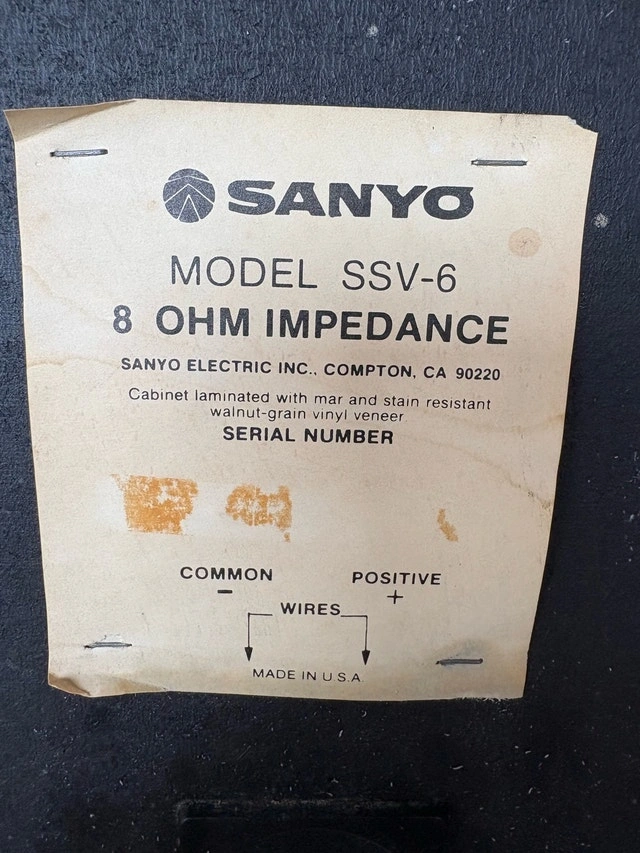 SANYO
MODEL SSV-6
8 OHM IMPEDANCE
SANYO ELECTRIC INC., COMPTON, CA 90220
Cabinet laminated with mar and stain resistant
walnut-grain vinyl veneer.
SERIAL NUMBER
COMMON POSITIVE
- +
WIRES
MADE IN U.S.A.